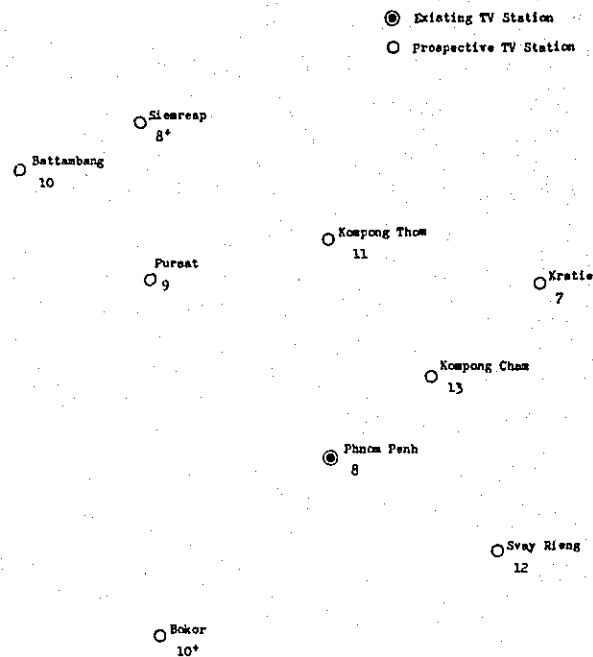 Existing TV Station
Prospective TV Station
Siemreap
8+
Battambang
10
Kompong Thom
11
Pursat
9
Kratie
7
Kompong Cham
13
Phnom Penh
8
Svay Rieng
12
Bokor
10+